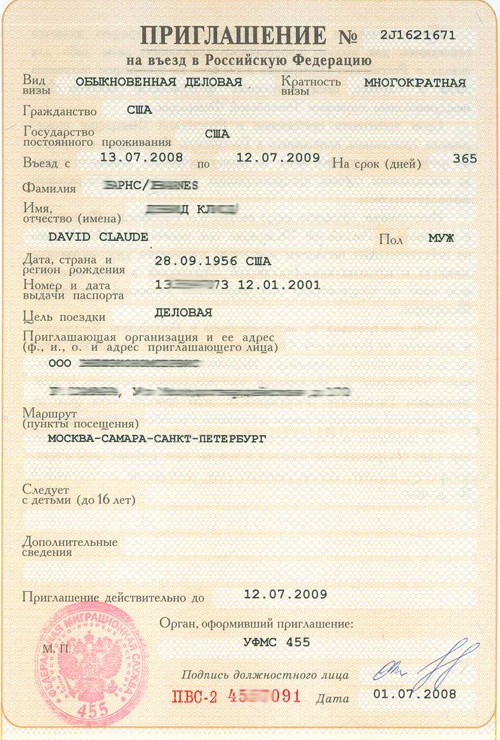 ПРИГЛАШЕНИЕ № 2J1621671
на въезд в Российскую Федерацию
Вид визы ОБЫКНОВЕННАЯ ДЕЛОВАЯ Кратность визы МНОГОКРАТНАЯ
Гражданство США
Государство
постоянного проживания США
Въезд с 13.07.2008 по 12.07.2009 На срок (дней) 365
Фамилия
Имя,
отчество (имена)
DAVID CLAUDE Пол МУЖ
Дата, страна и
регион рождения 28.09.1956 США
Номер и дата
выдачи паспорта 12.01.2001
Цель поездки ДЕЛОВАЯ
Приглашающая организация и ее адрес
(ф., и., о. и адрес приглашающего лица)
ООО
Маршрут
(пункты посещения)
МОСКВА-САМАРА-САНКТ-ПЕТЕРБУРГ
Следует
с детьми (до 16 лет)
Дополнительные
сведения
Приглашение действительно до 12.07.2009
Орган, оформивший приглашение:
М. П. УФМС 455
ФЕДЕРАЛЬНАЯ МИГРАЦИОННАЯ СЛУЖБА
455
Подпись должностного лица
ПВС-2 Дата 01.07.2008